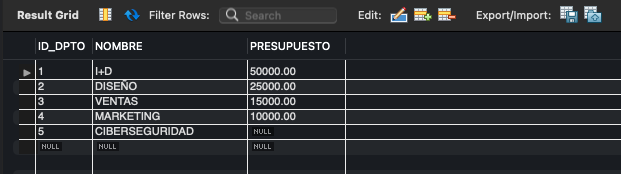 Result Grid Filter Rows: Search Edit: Export/Import:
ID_DPTO NOMBRE PRESUPUESTO
1 I+D 50000.00
2 DISEÑO 25000.00
3 VENTAS 15000.00
4 MARKETING 10000.00
5 CIBERSEGURIDAD NULL
NULL NULL NULL